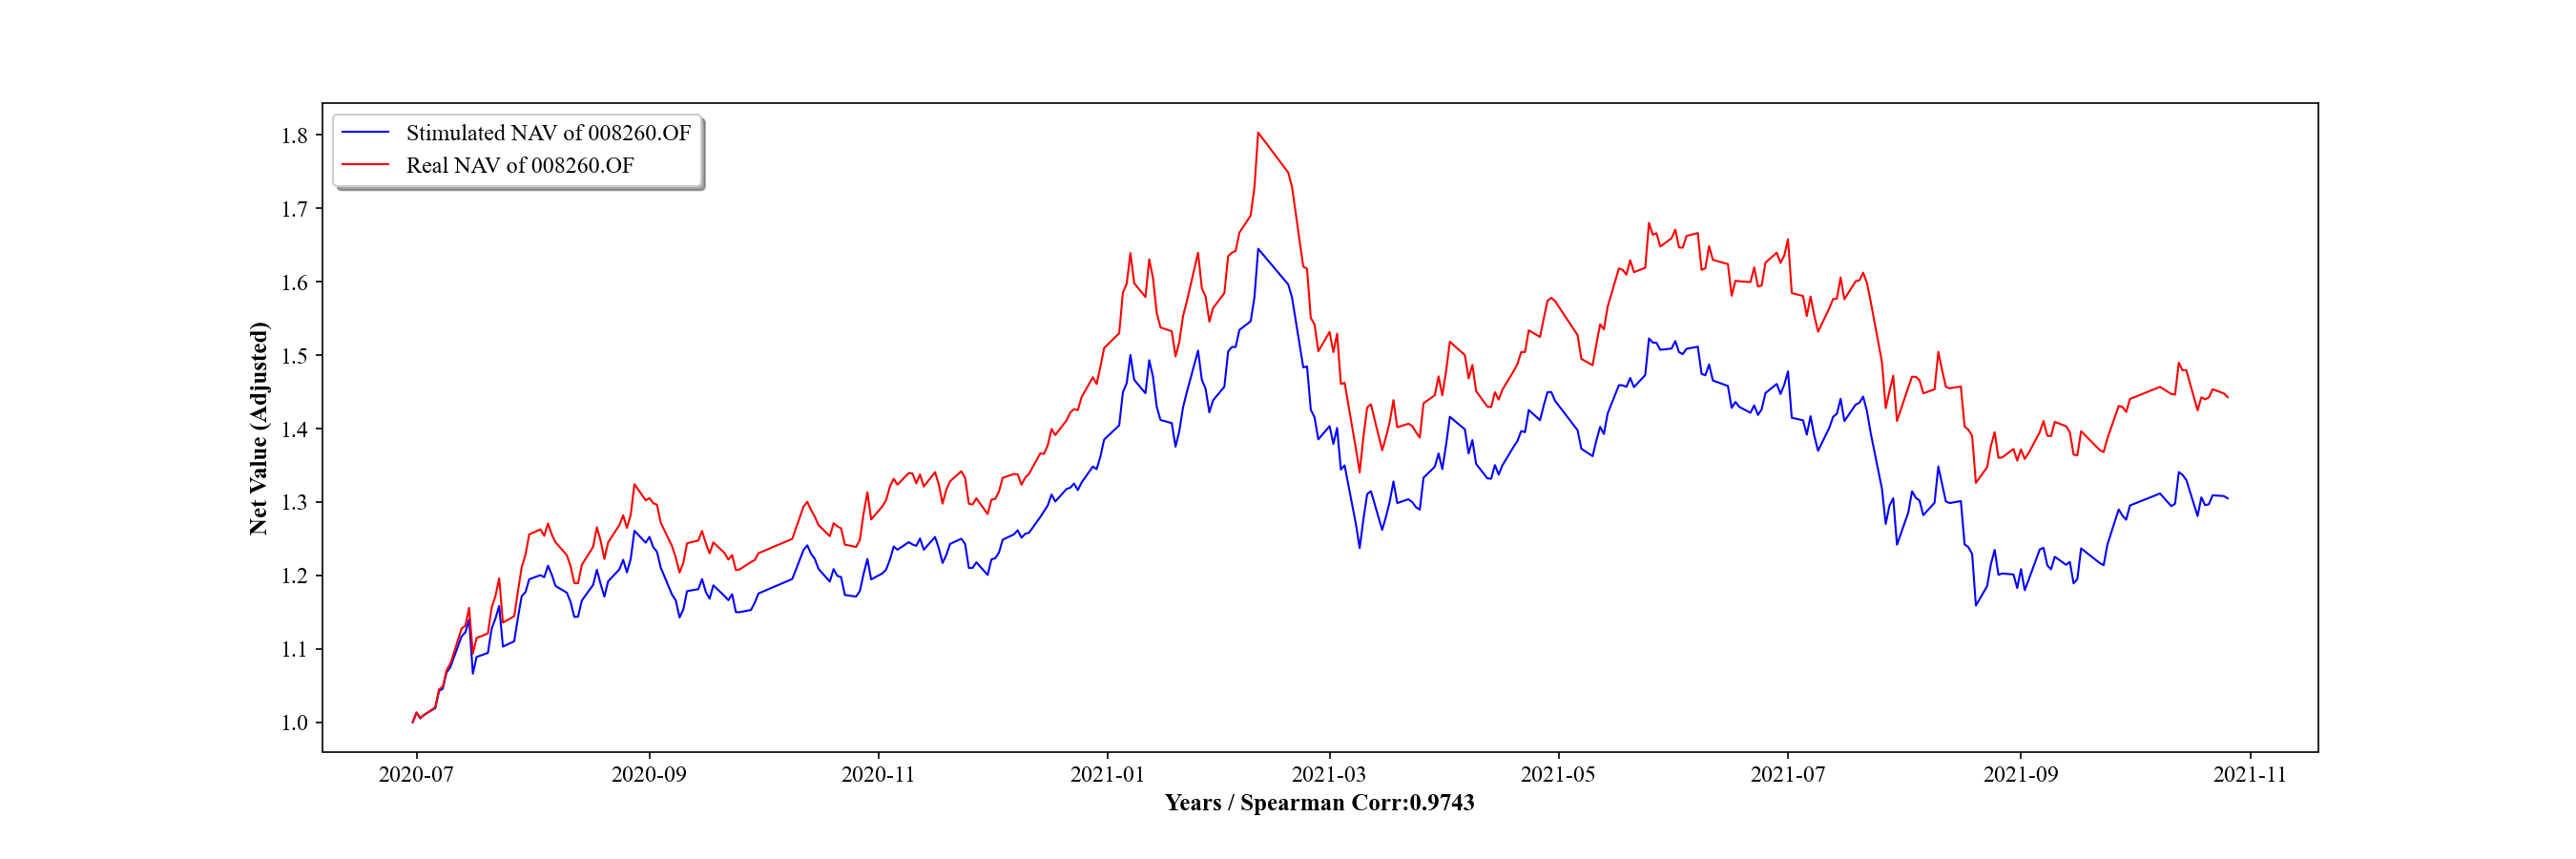 Stimulated NAV of 008260.OF
Real NAV of 008260.OF
Net Value (Adjusted)
1.8
1.7
1.6
1.5
1.4
1.3
1.2
1.1
1.0
2020-07 2020-09 2020-11 2021-01 2021-03 2021-05 2021-07 2021-09 2021-11
Years / Spearman Corr:0.9743